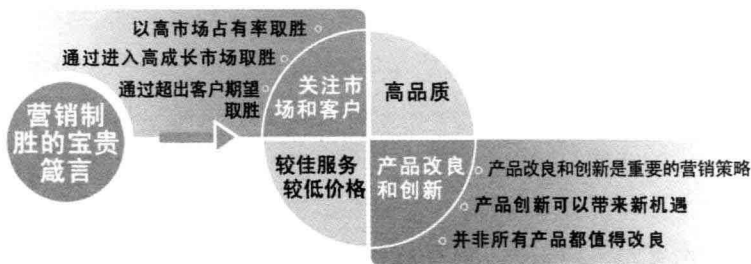 以高市场占有率取胜
通过进入高成长市场取胜
通过超出客户期望
取胜
营销制
胜的宝贵
箴言
关注市
场和客户
高品质
较佳服务
较低价格
产品改良
和创新
产品改良和创新是重要的营销策略
产品创新可以带来新机遇
并非所有产品都值得改良